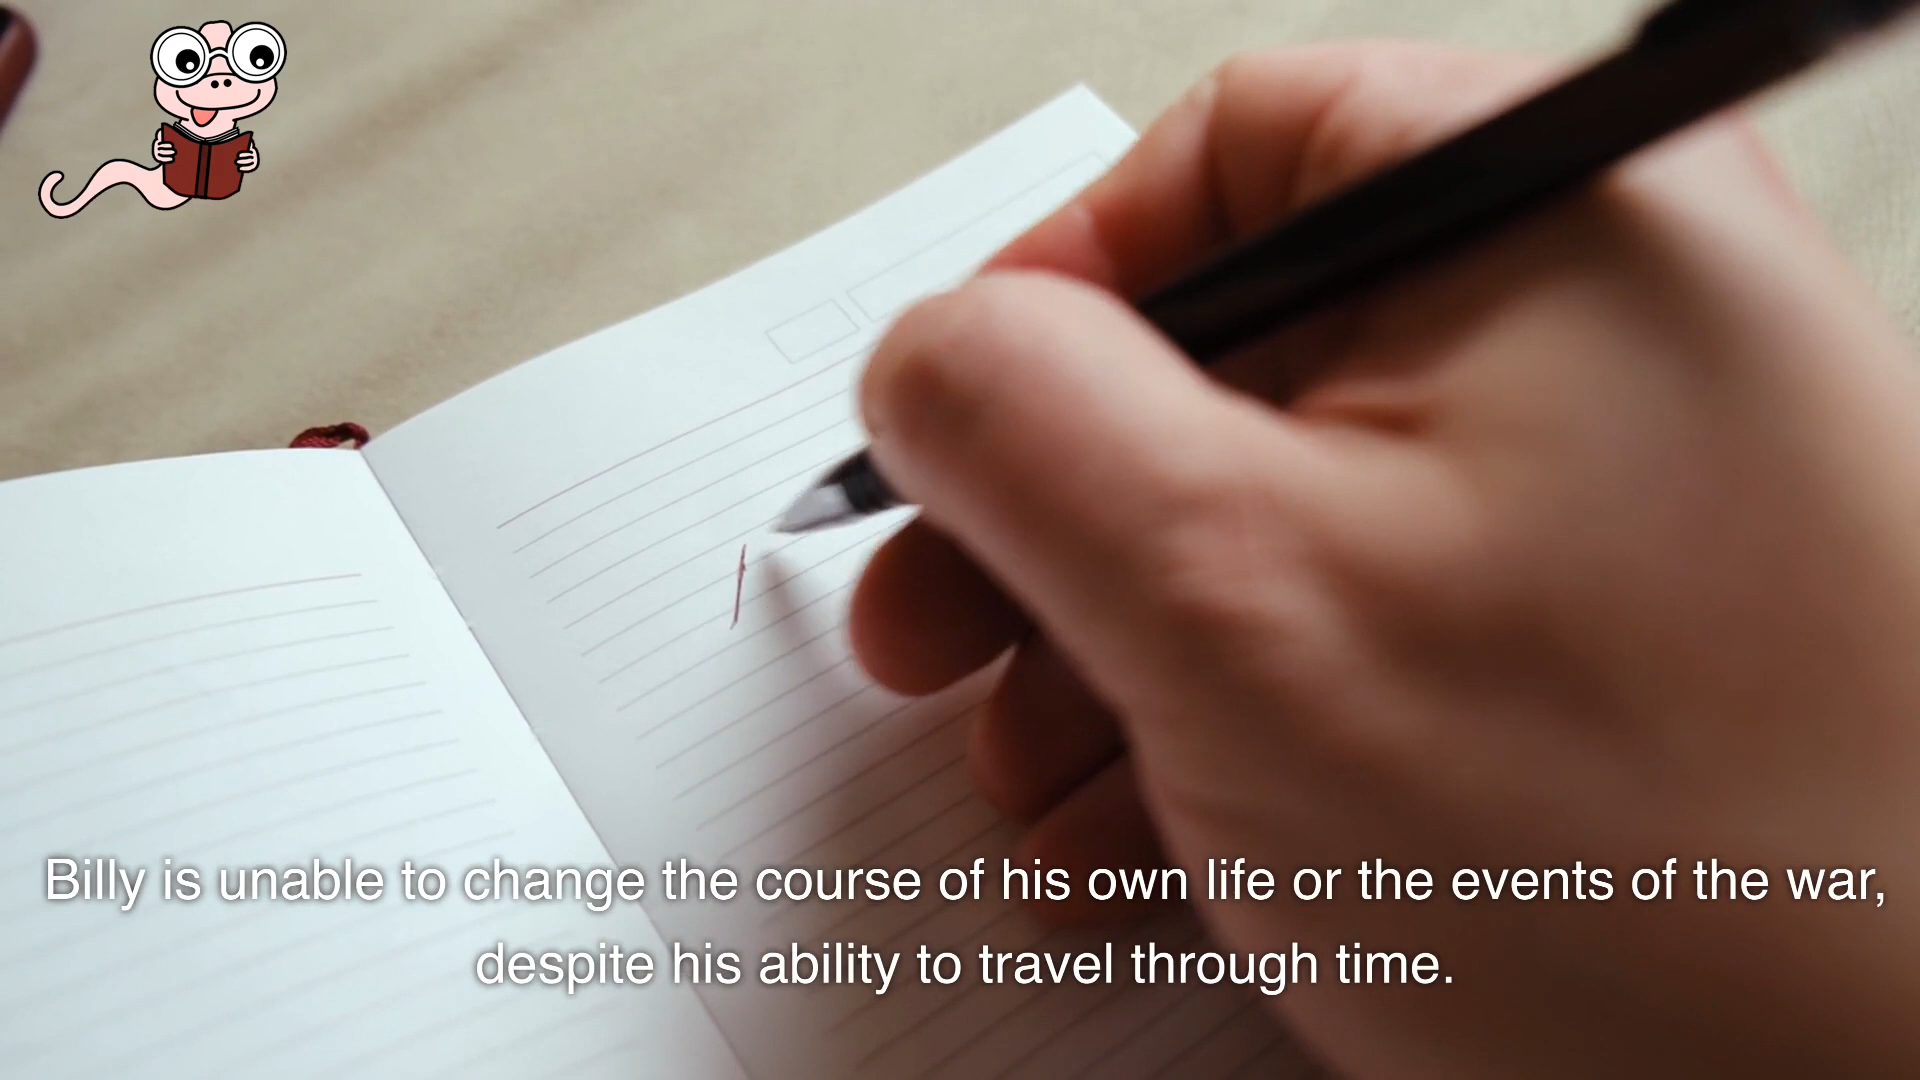 Billy is unable to change the course of his own life or the events of the war,
despite his ability to travel through time.